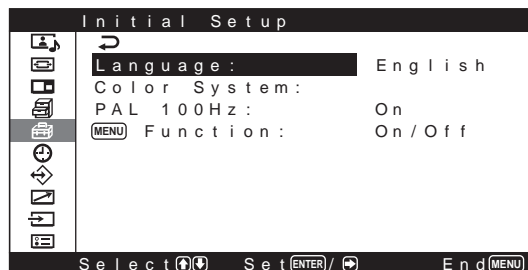 Initial Setup
Language: English
Color System:
PAL 100Hz: On
MENU Function: On/Off
Select Set ENTER / End MENU